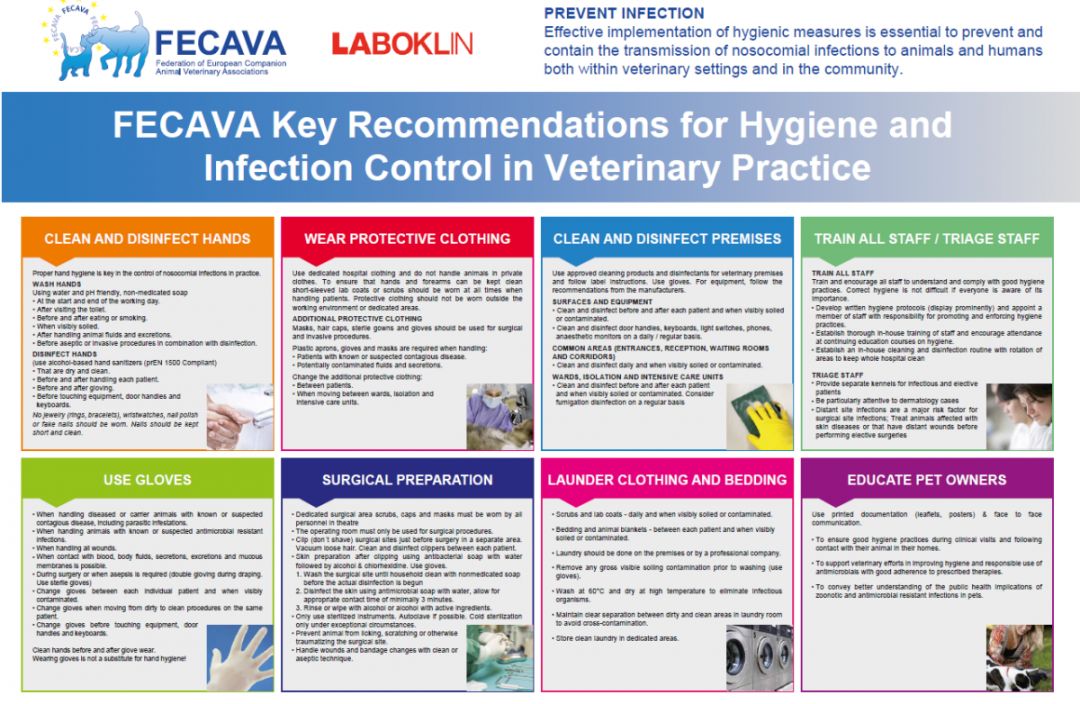 FECAVA FECAVA FECAVA
FECAVA
Federation of European Companion
Animal Veterinary Associations
LABOKLIN
PREVENT INFECTION
Effective implementation of hygienic measures is essential to prevent and
contain the transmission of nosocomial infections to animals and humans
both within veterinary settings and in the community.
FECAVA Key Recommendations for Hygiene and
Infection Control in Veterinary Practice
CLEAN AND DISINFECT HANDS
Proper hand hygiene is key in the control of nosocomial infections in practice.
WASH HANDS
Using water and pH friendly, non-medicated soap
• At the start and end of the working day.
• After visiting the toilet.
• Before and after eating or smoking.
• When visibly soiled.
• After handling animal fluids and excretions.
• Before aseptic or invasive procedures in combination with disinfection.
DISINFECT HANDS
(use alcohol-based hand sanitizers (prEN 1500 Compliant)
• That are dry and clean.
• Before and after handling each patient.
• Before and after gloving.
• Before touching equipment, door handles and
keyboards.
No jewelry (rings, bracelets), wristwatches, nail polish
or fake nails should be worn. Nails should be kept
short and clean.
WEAR PROTECTIVE CLOTHING
Use dedicated hospital clothing and do not handle animals in private
clothes. To ensure that hands and forearms can be kept clean
short-sleeved lab coats or scrubs should be worn at all times when
handling patients. Protective clothing should not be worn outside the
working environment or dedicated areas.
ADDITIONAL PROTECTIVE CLOTHING
Masks, hair caps, sterile gowns and gloves should be used for surgical
and invasive procedures.
Plastic aprons, gloves and masks are required when handling:
• Patients with known or suspected contagious disease.
• Potentially contaminated fluids and secretions.
Change the additional protective clothing:
• Between patients.
• When moving between wards, isolation and
intensive care units.
CLEAN AND DISINFECT PREMISES
Use approved cleaning products and disinfectants for veterinary premises
and follow label instructions. Use gloves. For equipment, follow the
recommendations from the manufacturers.
SURFACES AND EQUIPMENT
• Clean and disinfect before and after each patient and when visibly soiled
or contaminated.
• Clean and disinfect door handles, keyboards, light switches, phones,
anaesthetic monitors on a daily / regular basis.
COMMON AREAS (ENTRANCES, RECEPTION, WAITING ROOMS
AND CORRIDORS)
• Clean and disinfect daily and when visibly soiled or contaminated.
WARDS, ISOLATION AND INTENSIVE CARE UNITS
• Clean and disinfect before and after each patient
and when visibly soiled or contaminated. Consider
fumigation disinfection on a regular basis
TRAIN ALL STAFF / TRIAGE STAFF
TRAIN ALL STAFF
Train and encourage all staff to understand and comply with good hygiene
practices. Correct hygiene is not difficult if everyone is aware of its
importance.
• Develop written hygiene protocols (display prominently) and appoint a
member of staff with responsibility for promoting and enforcing hygiene
practices.
• Establish thorough in-house training of staff and encourage attendance
at continuing education courses on hygiene.
• Establish an in-house cleaning and disinfection routine with rotation of
areas to keep whole hospital clean
TRIAGE STAFF
• Provide separate kennels for infectious and elective
patients
• Be particularly attentive to dermatology cases
• Distant site infections are a major risk factor for
surgical site infections; Treat animals affected with
skin diseases or that have distant wounds before
performing elective surgeries
USE GLOVES
• When handling diseased or carrier animals with known or suspected
contagious disease, including parasitic infestations.
• When handling animals with known or suspected antimicrobial resistant
infections.
• When handling all wounds.
• When contact with blood, body fluids, secretions, excretions and mucous
membranes is possible.
• During surgery or when asepsis is required (double gloving during draping.
Use sterile gloves)
• Change gloves between each individual patient and when visibly
contaminated.
• Change gloves when moving from dirty to clean procedures on the same
patient.
• Change gloves before touching equipment, door
handles and keyboards.
Clean hands before and after glove wear.
Wearing gloves is not a substitute for hand hygiene!
SURGICAL PREPARATION
• Dedicated surgical area scrubs, caps and masks must be worn by all
personnel in theatre
• The operating room must only be used for surgical procedures.
• Clip (don´t shave) surgical sites just before surgery in a separate area.
Vacuum loose hair. Clean and disinfect clippers between each patient.
• Skin preparation after clipping using antibacterial soap with water
followed by alcohol & chlorhexidine. Use gloves.
1. Wash the surgical site until household clean with nonmedicated soap
before the actual disinfection is begun
2. Disinfect the skin using antimicrobial soap with water, allow for
appropriate contact time of minimally 3 minutes.
3. Rinse or wipe with alcohol or alcohol with active ingredients.
• Only use sterilized instruments. Autoclave if possible. Cold sterilization
only under exceptional circumstances.
• Prevent animal from licking, scratching or otherwise
traumatizing the surgical site.
• Handle wounds and bandage changes with clean or
aseptic technique.
LAUNDER CLOTHING AND BEDDING
• Scrubs and lab coats - daily and when visibly soiled or contaminated.
• Bedding and animal blankets - between each patient and when visibly
soiled or contaminated.
• Laundry should be done on the premises or by a professional company.
• Remove any gross visible soiling contamination prior to washing (use
gloves).
• Wash at 60°C and dry at high temperature to eliminate infectious
organisms.
• Maintain clear separation between dirty and clean areas in laundry room
to avoid cross-contamination.
• Store clean laundry in dedicated areas.
EDUCATE PET OWNERS
Use printed documentation (leaflets, posters) & face to face
communication.
• To ensure good hygiene practices during clinical visits and following
contact with their animal in their homes.
• To support veterinary efforts in improving hygiene and responsible use of
antimicrobials with good adherence to prescribed therapies.
• To convey better understanding of the public health implications of
zoonotic and antimicrobial resistant infections in pets.